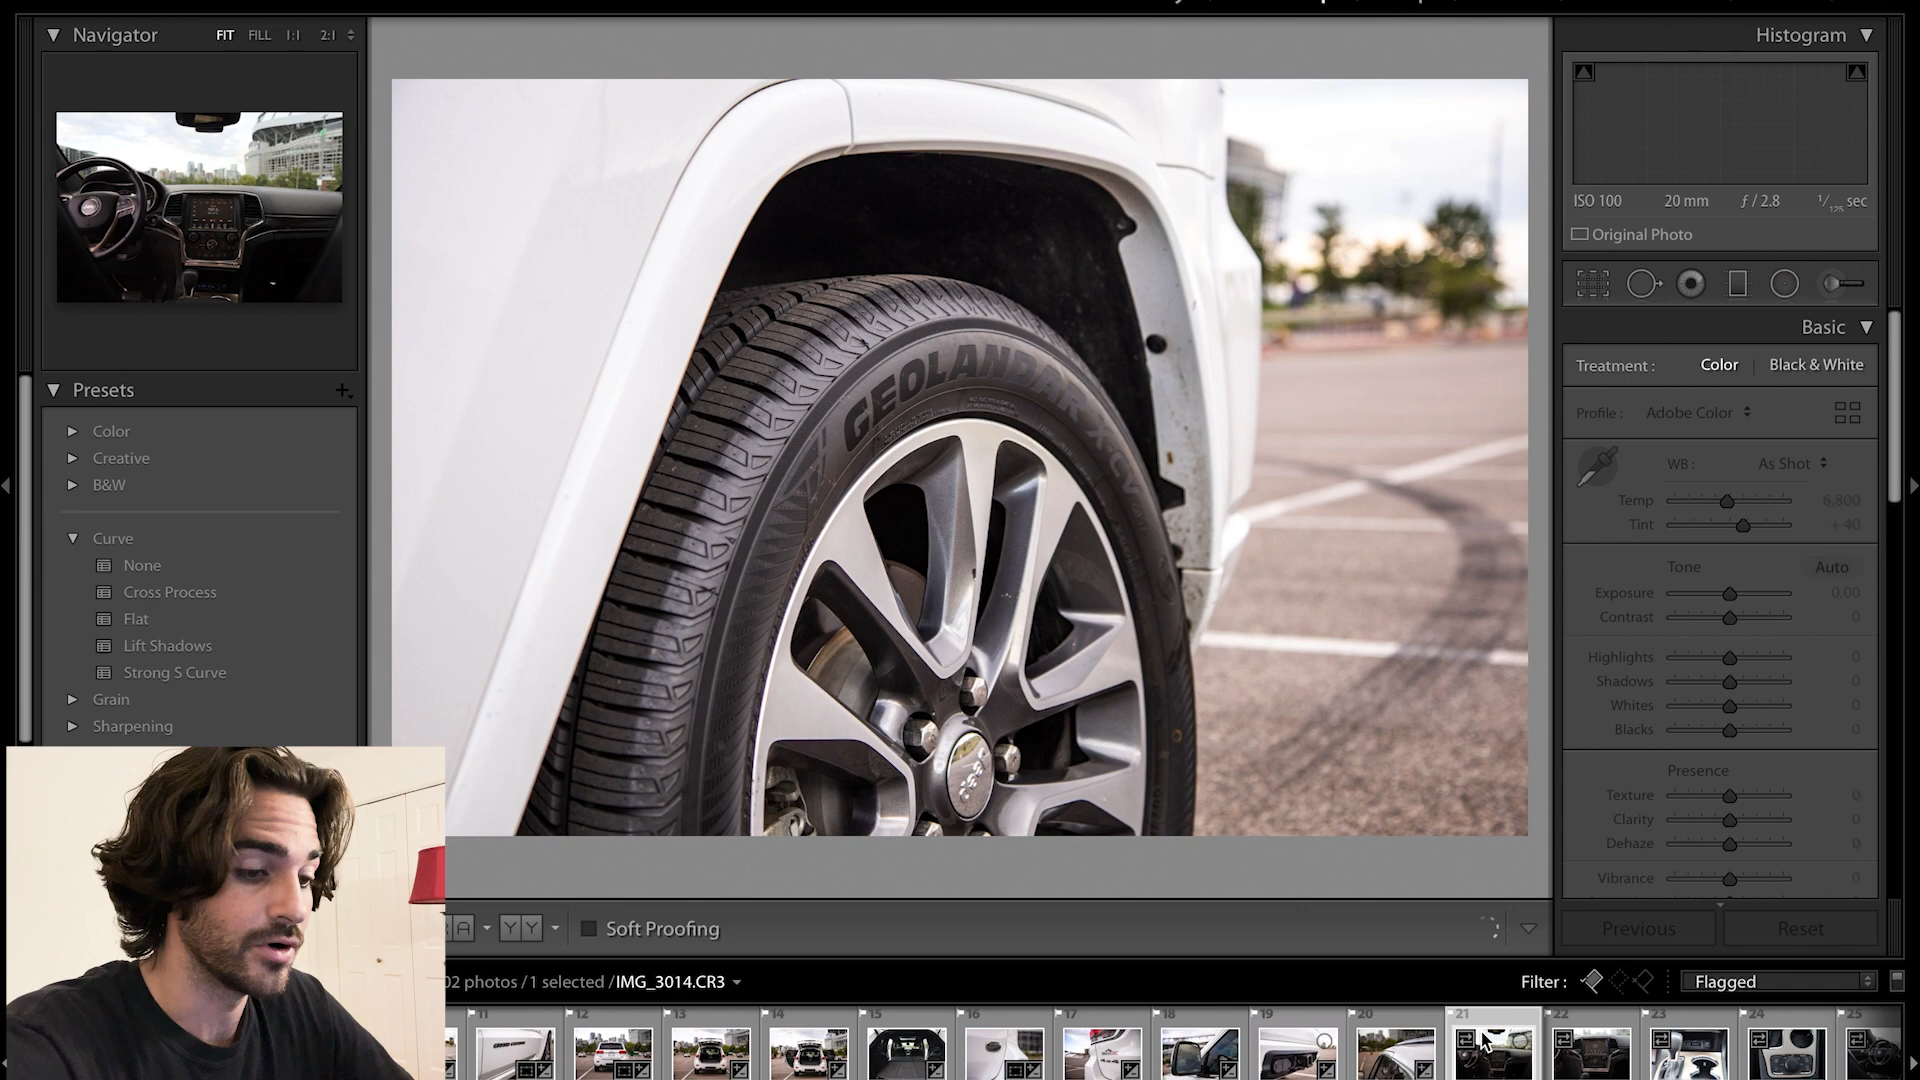 Navigator FIT FILL 1:1 2:1
Histogram
ISO 100 20 mm ƒ / 2.8 1/125 sec
Original Photo
Presets
Color
Creative
B&W
Curve
None
Cross Process
Flat
Lift Shadows
Strong S Curve
Grain
Sharpening
GEOLANDAR X-CV
Basic
Treatment : Color Black & White
Profile : Adobe Color
WB : As Shot
Temp 6,800
Tint + 40
Tone Auto
Exposure 0.00
Contrast 0
Highlights 0
Shadows 0
Whites 0
Blacks 0
Presence
Texture 0
Clarity 0
Dehaze 0
Vibrance 0
Previous Reset
A Y Y Soft Proofing
02 photos / 1 selected / IMG_3014.CR3
Filter : Flagged
11 12 13 14 15 16 17 18 19 20 21 22 23 24 25